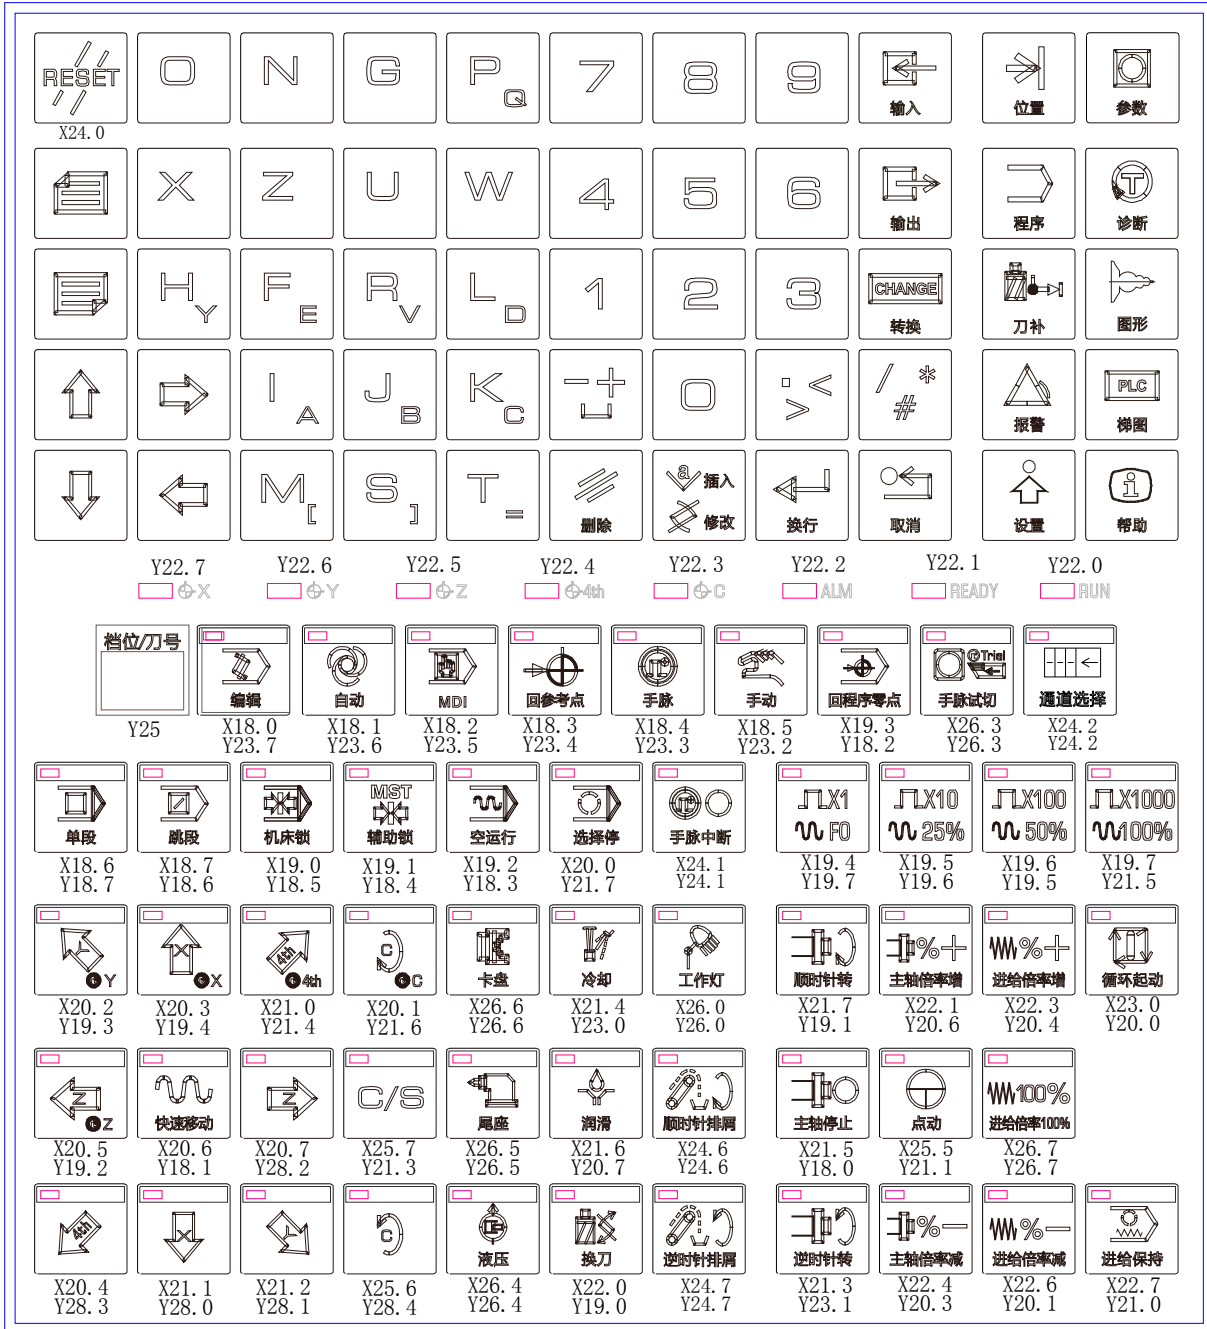 RESET O N G P Q 7 8 9 输入 位置 参数
X24.0
X Z U W 4 5 6 输出 程序 诊断
H Y F E R V L D 1 2 3 CHANGE 转换 刀补 图形
I A J B K C - + 0 . < > / * # 报警 PLC 梯图
M [ S ] T = 删除 a 插入 修改 换行 取消 设置 i 帮助
Y22.7 Y22.6 Y22.5 Y22.4 Y22.3 Y22.2 Y22.1 Y22.0
X Y Z 4th C ALM READY RUN
档位/刀号 编辑 自动 MDI 回参考点 手脉 手动 回程序零点 Trial 手脉试切 通道选择
X18.0 X18.1 X18.2 X18.3 X18.4 X18.5 X19.3 X26.3 X24.2
Y25 Y23.7 Y23.6 Y23.5 Y23.4 Y23.3 Y23.2 Y18.2 Y26.3 Y24.2
MST X1 X10 X100 X1000
单段 跳段 机床锁 辅助锁 空运行 选择停 手脉中断 F0 25% 50% 100%
X18.6 X18.7 X19.0 X19.1 X19.2 X20.0 X24.1 X19.4 X19.5 X19.6 X19.7
Y18.7 Y18.6 Y18.5 Y18.4 Y18.3 Y21.7 Y24.1 Y19.7 Y19.6 Y19.5 Y21.5
Y X 4th C % + % +
Y X 4th C 卡盘 冷却 工作灯 顺时针转 主轴倍率增 进给倍率增 循环起动
X20.2 X20.3 X21.0 X20.1 X26.6 X21.4 X26.0 X21.7 X22.1 X22.3 X23.0
Y19.3 Y19.4 Y21.4 Y21.6 Y26.6 Y23.0 Y26.0 Y19.1 Y20.6 Y20.4 Y20.0
Z Z C/S 100%
Z 快速移动 尾座 润滑 顺时针排屑 主轴停止 点动 进给倍率100%
X20.5 X20.6 X20.7 X25.7 X26.5 X21.6 X24.6 X21.5 X25.5 X26.7
Y19.2 Y18.1 Y28.2 Y21.3 Y26.5 Y20.7 Y24.6 Y18.0 Y21.1 Y26.7
4th X Y C % - % -
液压 换刀 逆时针排屑 逆时针转 主轴倍率减 进给倍率减 进给保持
X20.4 X21.1 X21.2 X25.6 X26.4 X22.0 X24.7 X21.3 X22.4 X22.6 X22.7
Y28.3 Y28.0 Y28.1 Y28.4 Y26.4 Y19.0 Y24.7 Y23.1 Y20.3 Y20.1 Y21.0